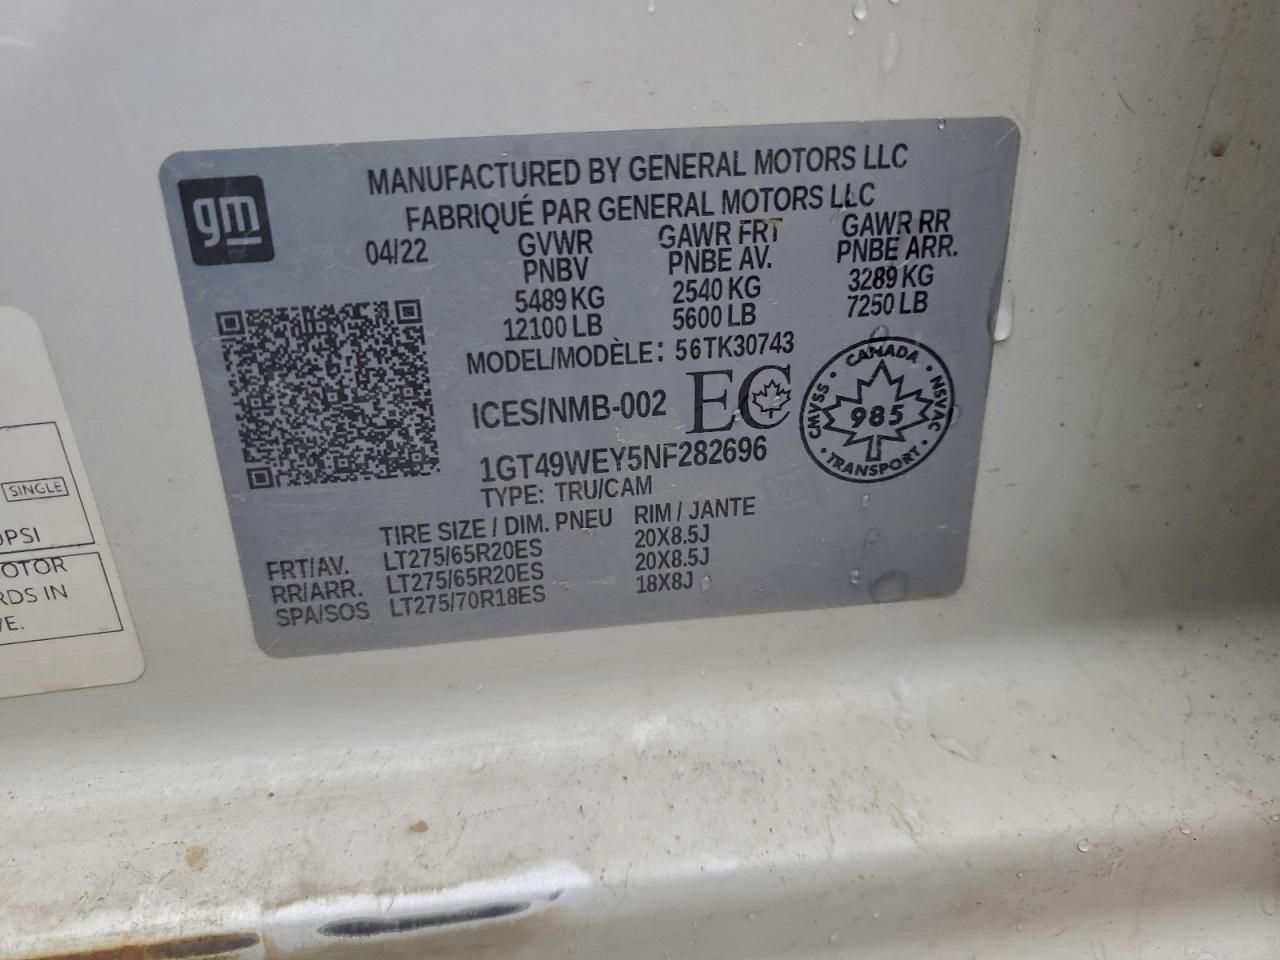 MANUFACTURED BY GENERAL MOTORS LLC
FABRIQUÉ PAR GENERAL MOTORS LLC
gm
04/22
GVWR GAWR FRT GAWR RR
PNBV PNBE AV. PNBE ARR.
5489 KG 2540 KG 3289 KG
12100 LB 5600 LB 7250 LB
MODEL/MODÈLE: 56TK30743
ICES/NMB-002 EC
CANADA
CMVSS 985 NSVAC
TRANSPORT
1GT49WEY5NF282696
TYPE: TRU/CAM
TIRE SIZE / DIM. PNEU RIM / JANTE
FRT/AV. LT275/65R20ES 20X8.5J
RR/ARR. LT275/65R20ES 20X8.5J
SPA/SOS LT275/70R18ES 18X8J
SINGLE
PSI
RDS IN